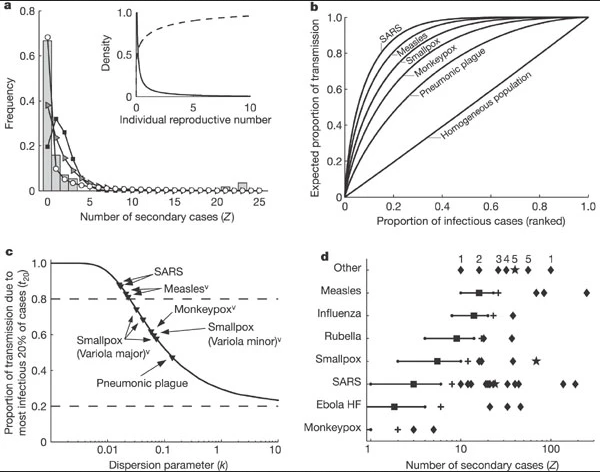 a
Frequency
0.8
0.6
0.4
0.2
0
0
5
10
15
20
25
Number of secondary cases (Z)
Density
1.0
0.5
0
0
5
10
Individual reproductive number
b
Expected proportion of transmission
1.0
0.8
0.6
0.4
0.2
0
0
0.2
0.4
0.6
0.8
1.0
SARS
Measles
Smallpox
Monkeypox
Pneumonic plague
Homogeneous population
Proportion of infectious cases (ranked)
c
Proportion of transmission due to
most infectious 20% of cases (t20)
1.0
0.8
0.6
0.4
0.2
0
SARS
Measlesᵛ
Monkeypoxᵛ
Smallpox
(Variola major)ᵛ
Smallpox
(Variola minor)ᵛ
Pneumonic plague
0.01
0.1
1
10
Dispersion parameter (k)
d
1 2 3 4 5 5 1
Other
Measles
Influenza
Rubella
Smallpox
SARS
Ebola HF
Monkeypox
1
10
100
Number of secondary cases (Z)